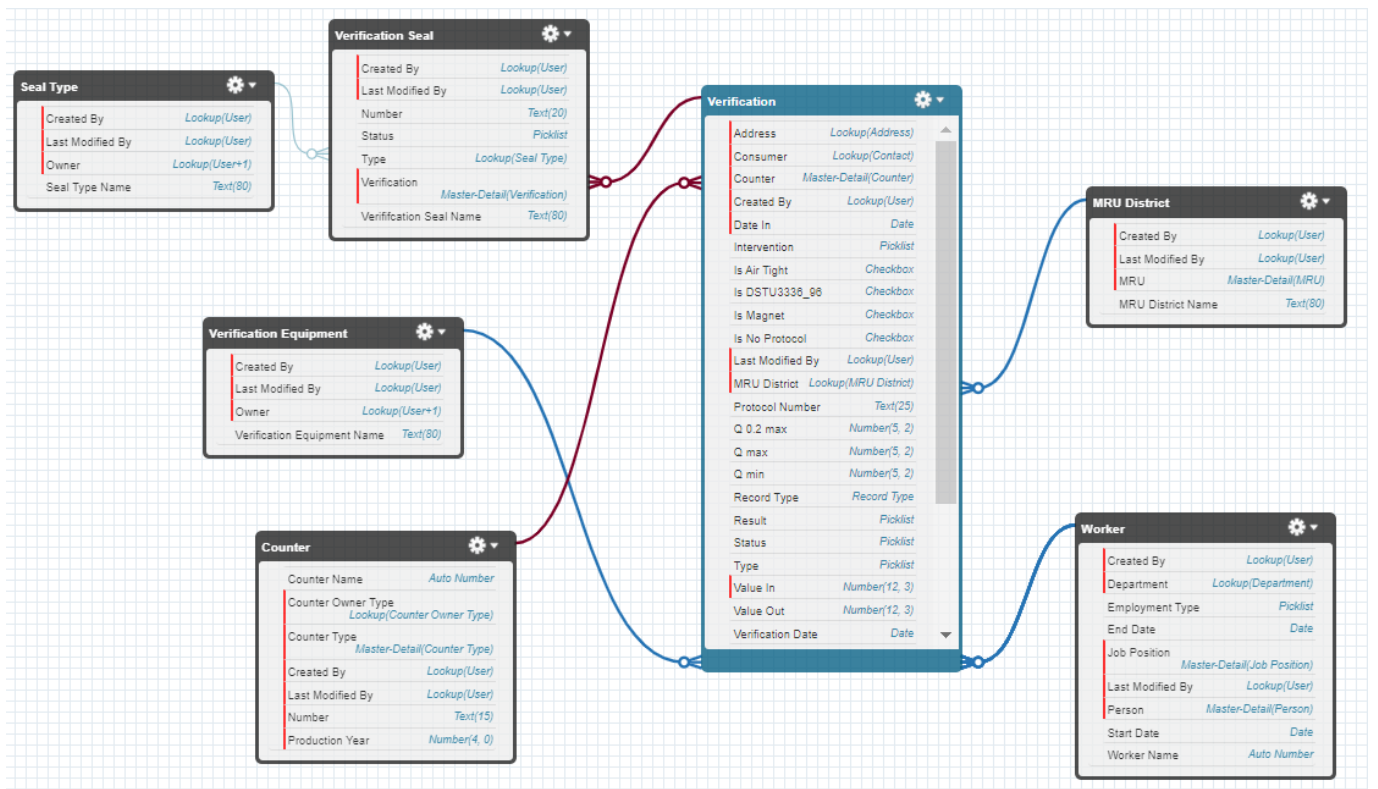 Verification Seal
Created By Lookup(User)
Last Modified By Lookup(User)
Number Text(20)
Status Picklist
Type Lookup(Seal Type)
Verification
Master-Detail(Verification)
Verififcation Seal Name Text(80)
Seal Type
Created By Lookup(User)
Last Modified By Lookup(User)
Owner Lookup(User+1)
Seal Type Name Text(80)
Verification
Address Lookup(Address)
Consumer Lookup(Contact)
Counter Master-Detail(Counter)
Created By Lookup(User)
Date In Date
Intervention Picklist
Is Air Tight Checkbox
Is DSTU3336_96 Checkbox
Is Magnet Checkbox
Is No Protocol Checkbox
Last Modified By Lookup(User)
MRU District Lookup(MRU District)
Protocol Number Text(25)
Q 0.2 max Number(5, 2)
Q max Number(5, 2)
Q min Number(5, 2)
Record Type Record Type
Result Picklist
Status Picklist
Type Picklist
Value In Number(12, 3)
Value Out Number(12, 3)
Verification Date Date
MRU District
Created By Lookup(User)
Last Modified By Lookup(User)
MRU Master-Detail(MRU)
MRU District Name Text(80)
Verification Equipment
Created By Lookup(User)
Last Modified By Lookup(User)
Owner Lookup(User+1)
Verification Equipment Name Text(80)
Counter
Counter Name Auto Number
Counter Owner Type
Lookup(Counter Owner Type)
Counter Type
Master-Detail(Counter Type)
Created By Lookup(User)
Last Modified By Lookup(User)
Number Text(15)
Production Year Number(4, 0)
Worker
Created By Lookup(User)
Department Lookup(Department)
Employment Type Picklist
End Date Date
Job Position
Master-Detail(Job Position)
Last Modified By Lookup(User)
Person Master-Detail(Person)
Start Date Date
Worker Name Auto Number